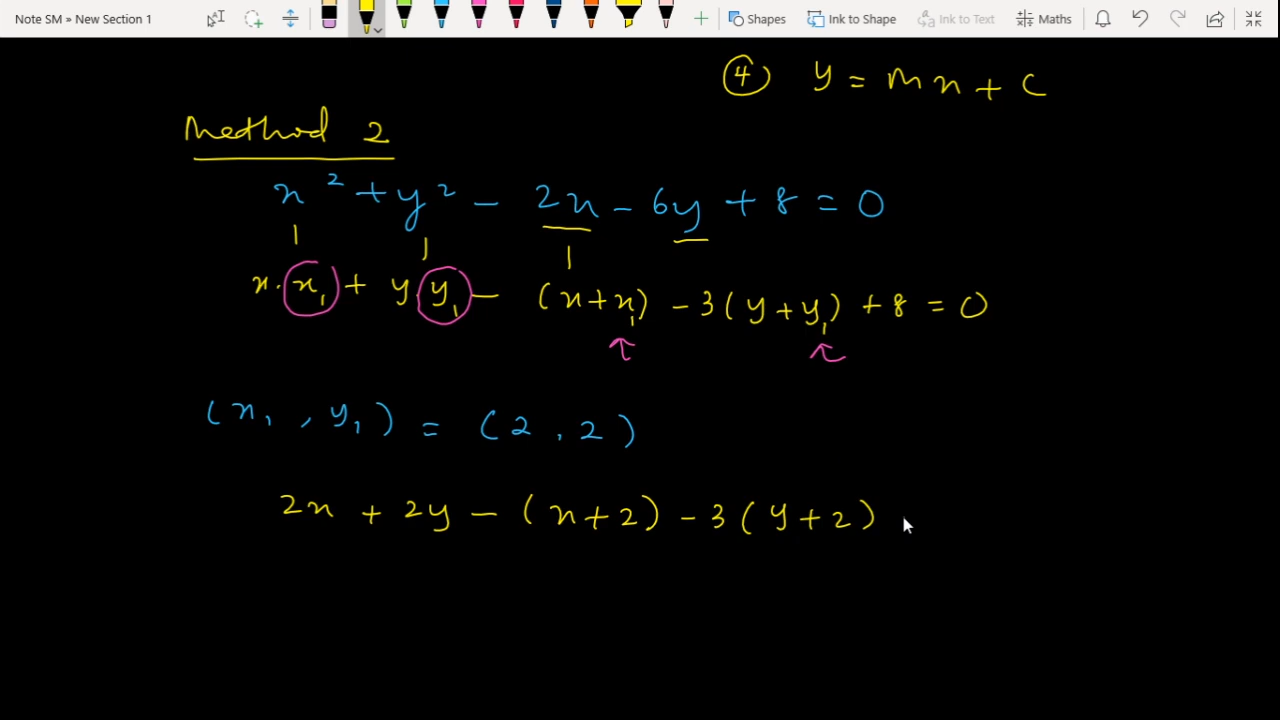 Note SM » New Section 1
Shapes
Ink to Shape
Ink to Text
Maths
④ y = mx + c
Method 2
x² + y² - 2x - 6y + 8 = 0
x·x₁ + y y₁ - (x + x₁) - 3(y + y₁) + 8 = 0
(x₁, y₁) = (2, 2)
2x + 2y - (x + 2) - 3(y + 2)